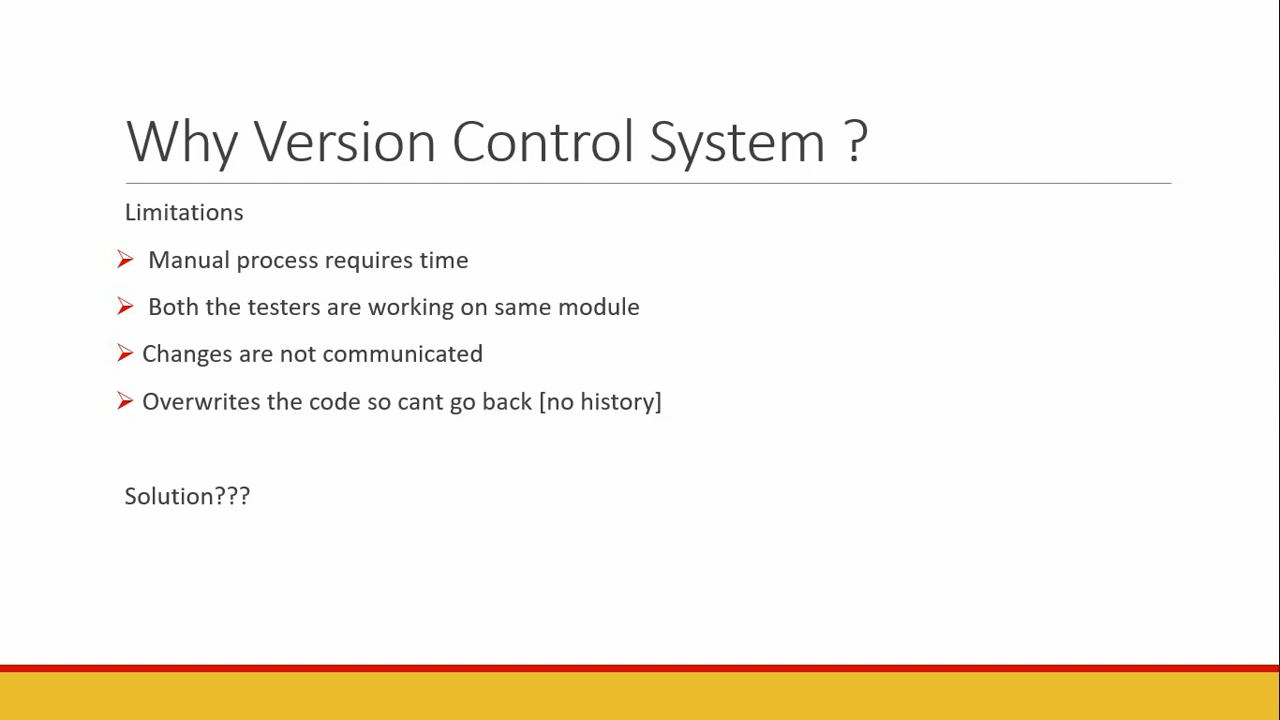 Why Version Control System ?
Limitations
Manual process requires time
Both the testers are working on same module
Changes are not communicated
Overwrites the code so cant go back [no history]
Solution???